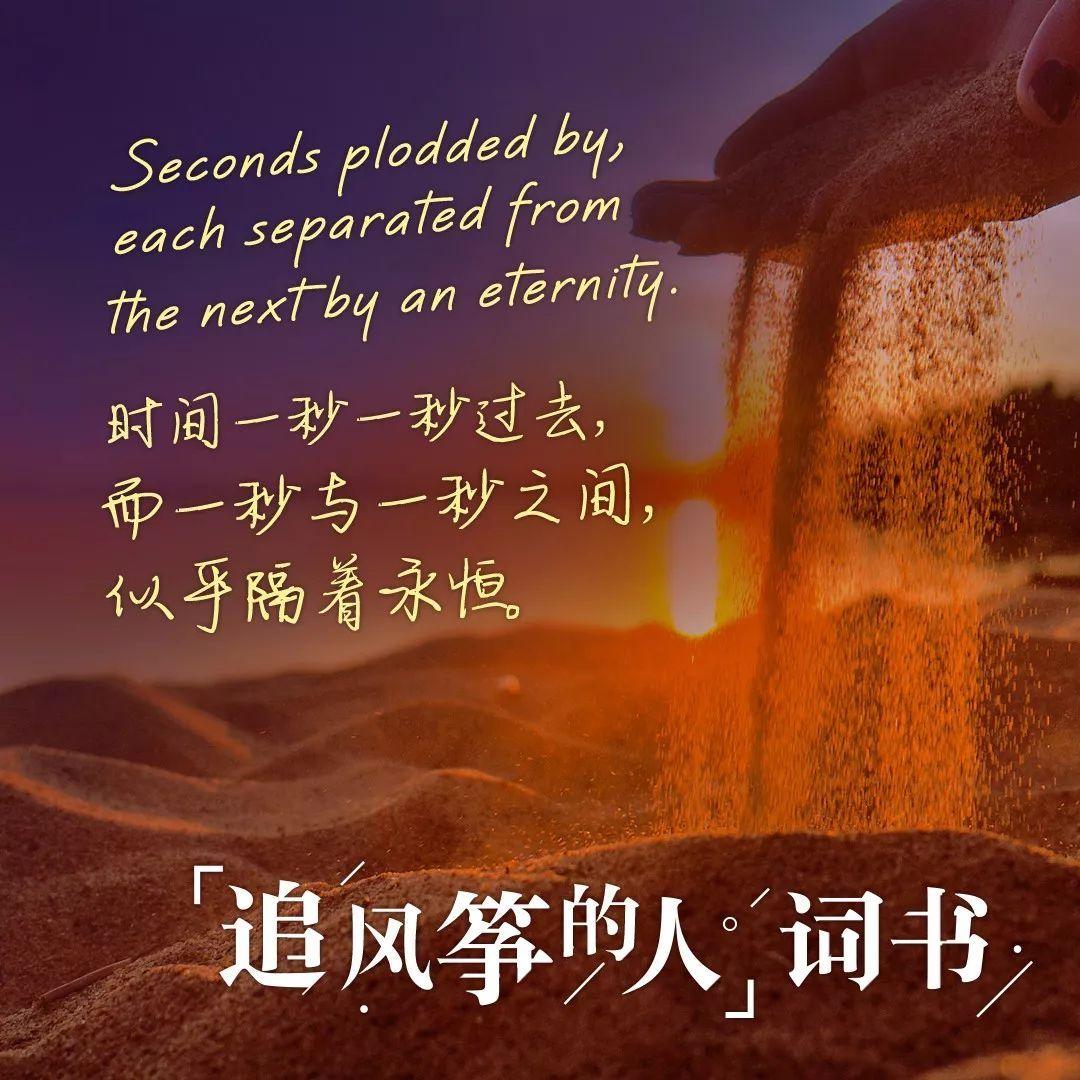 Seconds plodded by,
each separated from
the next by an eternity.
时间一秒一秒过去，
而一秒与一秒之间，
似乎隔着永恒。
「追风筝的人」词书